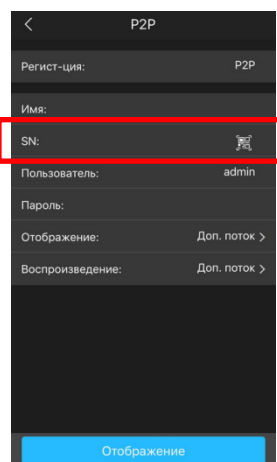 P2P
Регист-ция: P2P
Имя:
SN:
Пользователь: admin
Пароль:
Отображение: Доп. поток
Воспроизведение: Доп. поток
Отображение